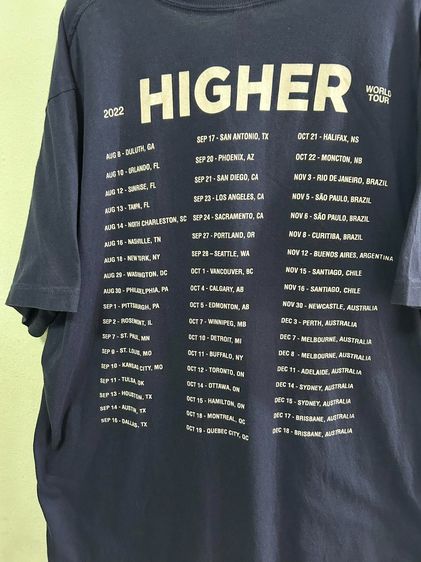 2022 HIGHER WORLD TOUR
AUG 8 - DULUTH, GA
AUG 10 - ORLANDO, FL
AUG 12 - SUNRISE, FL
AUG 13 - TAMPA, FL
AUG 14 - NORTH CHARLESTON, SC
AUG 16 - NASHVILLE, TN
AUG 18 - NEW YORK, NY
AUG 29 - WASHINGTON, DC
AUG 30 - PHILADELPHIA, PA
SEP 1 - PITTSBURGH, PA
SEP 2 - ROSEMONT, IL
SEP 7 - ST. PAUL, MN
SEP 9 - ST. LOUIS, MO
SEP 10 - KANSAS CITY, MO
SEP 11 - TULSA, OK
SEP 13 - HOUSTON, TX
SEP 14 - AUSTIN, TX
SEP 16 - DALLAS, TX
SEP 17 - SAN ANTONIO, TX
SEP 20 - PHOENIX, AZ
SEP 21 - SAN DIEGO, CA
SEP 23 - LOS ANGELES, CA
SEP 24 - SACRAMENTO, CA
SEP 27 - PORTLAND, OR
SEP 28 - SEATTLE, WA
OCT 1 - VANCOUVER, BC
OCT 4 - CALGARY, AB
OCT 5 - EDMONTON, AB
OCT 7 - WINNIPEG, MB
OCT 10 - DETROIT, MI
OCT 11 - BUFFALO, NY
OCT 12 - TORONTO, ON
OCT 14 - OTTAWA, ON
OCT 15 - HAMILTON, ON
OCT 18 - MONTREAL, QC
OCT 19 - QUEBEC CITY, QC
OCT 21 - HALIFAX, NS
OCT 22 - MONCTON, NB
NOV 3 - RIO DE JANEIRO, BRAZIL
NOV 5 - SÃO PAULO, BRAZIL
NOV 6 - SÃO PAULO, BRAZIL
NOV 8 - CURITIBA, BRAZIL
NOV 12 - BUENOS AIRES, ARGENTINA
NOV 15 - SANTIAGO, CHILE
NOV 16 - SANTIAGO, CHILE
NOV 30 - NEWCASTLE, AUSTRALIA
DEC 3 - PERTH, AUSTRALIA
DEC 7 - MELBOURNE, AUSTRALIA
DEC 8 - MELBOURNE, AUSTRALIA
DEC 11 - ADELAIDE, AUSTRALIA
DEC 14 - SYDNEY, AUSTRALIA
DEC 15 - SYDNEY, AUSTRALIA
DEC 17 - BRISBANE, AUSTRALIA
DEC 18 - BRISBANE, AUSTRALIA